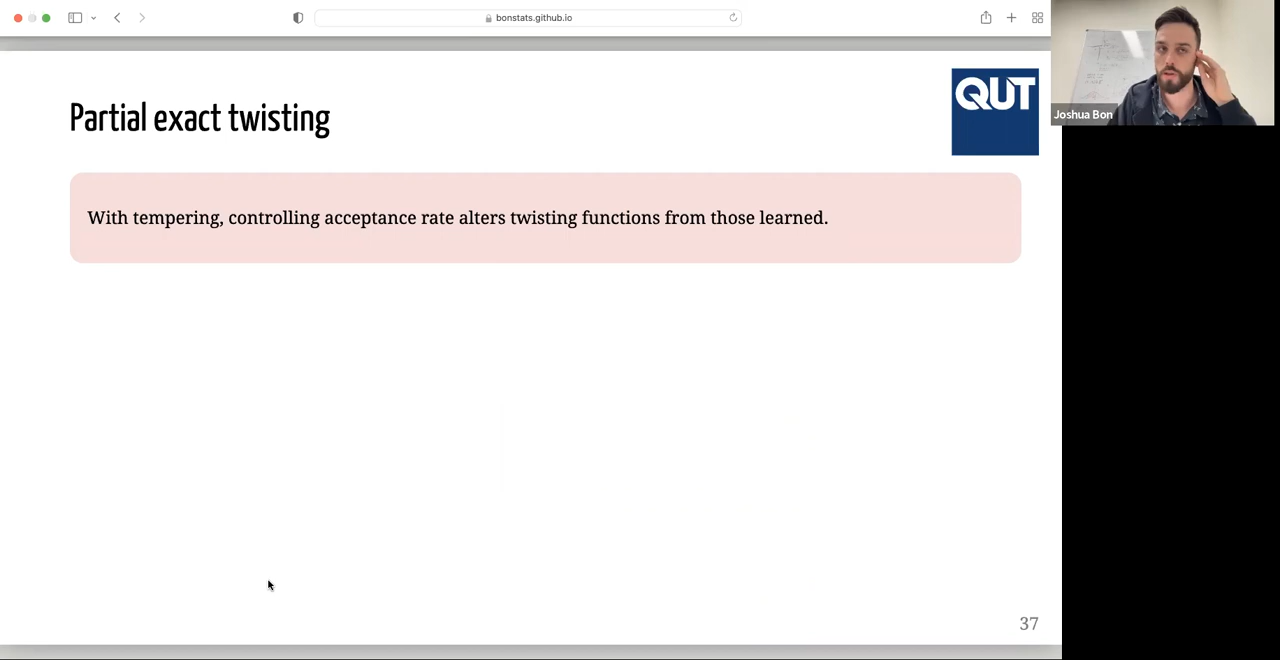 bonstats.github.io
Partial exact twisting
QUT
Joshua Bon
With tempering, controlling acceptance rate alters twisting functions from those learned.
37